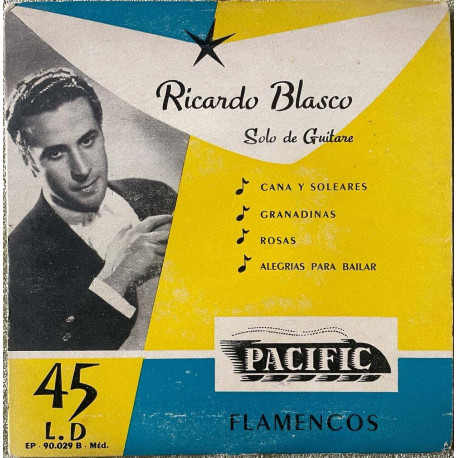 Ricardo Blasco
Solo de Guitare
CANA Y SOLEARES
GRANADINAS
ROSAS
ALEGRIAS PARA BAILAR
PACIFIC
FLAMENCOS
45
L.D
EP - 90.029 B - Méd.